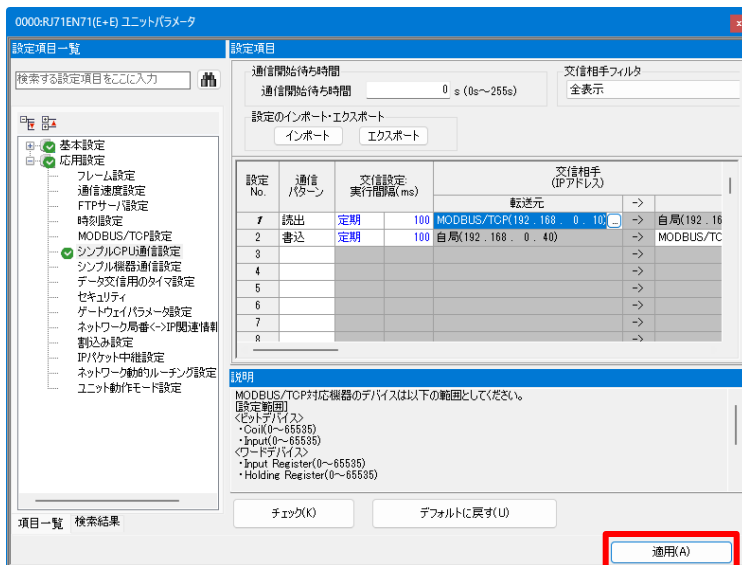 0000:RJ71EN71(E+E) ユニットパラメータ
設定項目一覧
検索する設定項目をここに入力
基本設定
応用設定
フレーム設定
通信速度設定
FTPサーバ設定
時刻設定
MODBUS/TCP設定
シンプルCPU通信設定
シンプル機器通信設定
データ交信用のタイマ設定
セキュリティ
ゲートウェイパラメータ設定
ネットワーク局番<->IP関連情報
割込み設定
IPパケット中継設定
ネットワーク動的ルーチング設定
ユニット動作モード設定
項目一覧 検索結果
設定項目
通信開始待ち時間
通信開始待ち時間 0 s (0s～255s)
交信相手フィルタ
全表示
設定のインポート・エクスポート
インポート エクスポート
設定No. 通信パターン 交信設定:実行間隔(ms) 交信相手(IPアドレス)
転送元 ->
1 読出 定期 100 MODBUS/TCP(192.168. 0. 10) ... -> 自局(192.16
2 書込 定期 100 自局(192.168. 0. 40) -> MODBUS/TC
3 ->
4 ->
5 ->
6 ->
7 ->
8 ->
説明
MODBUS/TCP対応機器のデバイスは以下の範囲としてください。
[設定範囲]
<ビットデバイス>
・Coil(0～65535)
・Input(0～65535)
<ワードデバイス>
・Input Register(0～65535)
・Holding Register(0～65535)
チェック(K) デフォルトに戻す(U)
適用(A)